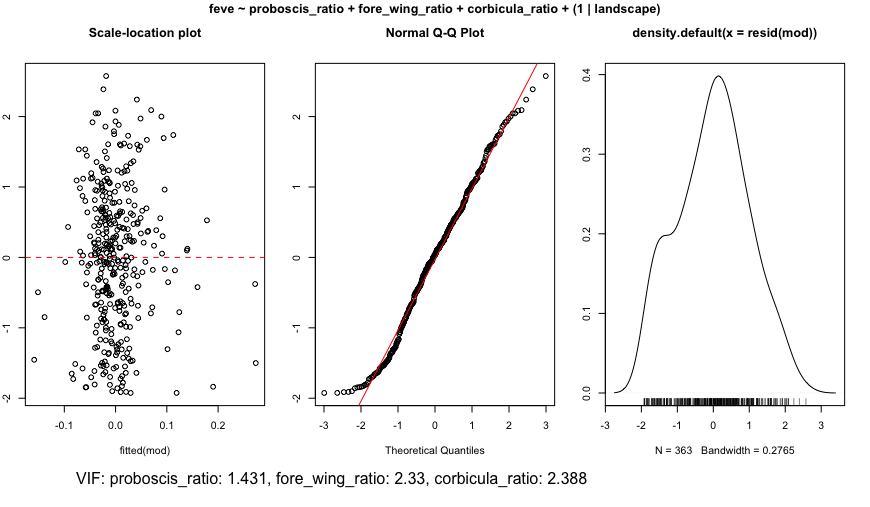 feve ~ proboscis_ratio + fore_wing_ratio + corbicula_ratio + (1 | landscape)
Scale-location plot
Normal Q-Q Plot
density.default(x = resid(mod))
2
1
0
-1
-2
-0.1 0.0 0.1 0.2
fitted(mod)
2
1
0
-1
-2
-3 -2 -1 0 1 2 3
Theoretical Quantiles
0.4
0.3
0.2
0.1
0.0
-3 -2 -1 0 1 2 3
N = 363 Bandwidth = 0.2765
VIF: proboscis_ratio: 1.431, fore_wing_ratio: 2.33, corbicula_ratio: 2.388